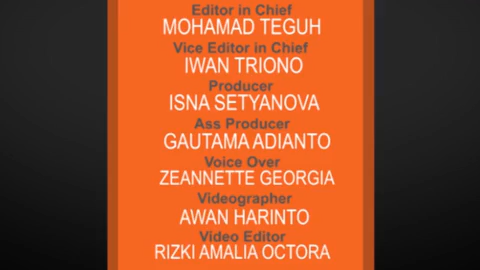 Editor in Chief
MOHAMAD TEGUH
Vice Editor in Chief
IWAN TRIONO
Producer
ISNA SETYANOVA
Ass Producer
GAUTAMA ADIANTO
Voice Over
ZEANNETTE GEORGIA
Videographer
AWAN HARINTO
Video Editor
RIZKI AMALIA OCTORA